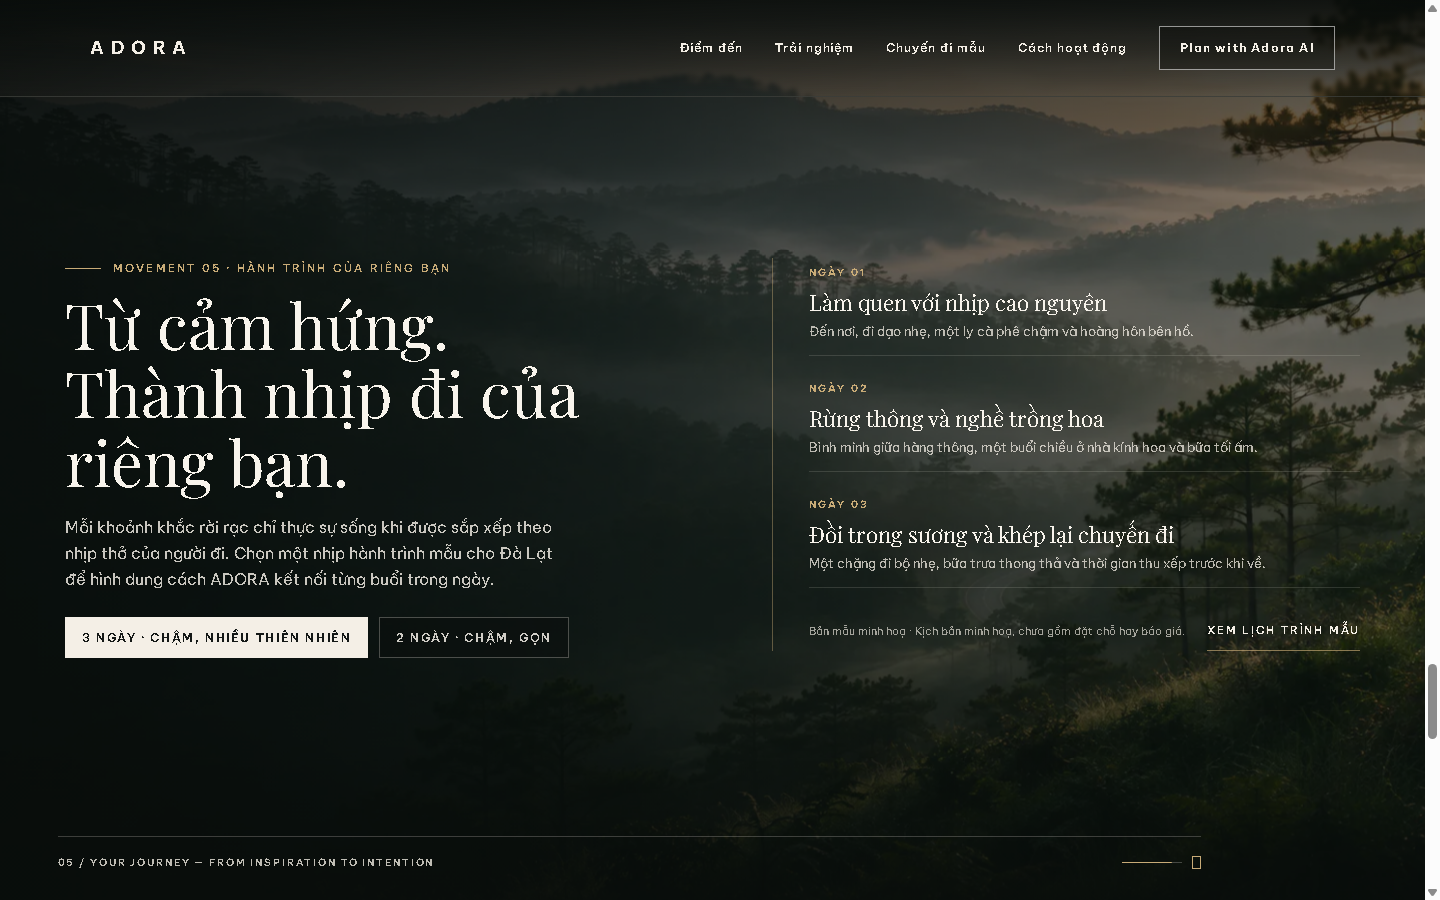 ADORA
Điểm đến
Trải nghiệm
Chuyến đi mẫu
Cách hoạt động
Plan with Adora AI
MOVEMENT 05 · HÀNH TRÌNH CỦA RIÊNG BẠN
Từ cảm hứng.
Thành nhịp đi của
riêng bạn.
Mỗi khoảnh khắc rời rạc chỉ thực sự sống khi được sắp xếp theo
nhịp thở của người đi. Chọn một nhịp hành trình mẫu cho Đà Lạt
để hình dung cách ADORA kết nối từng buổi trong ngày.
3 NGÀY · CHẬM, NHIỀU THIÊN NHIÊN
2 NGÀY · CHẬM, GỌN
NGÀY 01
Làm quen với nhịp cao nguyên
Đến nơi, đi dạo nhẹ, một ly cà phê chậm và hoàng hôn bên hồ.
NGÀY 02
Rừng thông và nghề trồng hoa
Bình minh giữa hàng thông, một buổi chiều ở nhà kính hoa và bữa tối ấm.
NGÀY 03
Đồi trong sương và khép lại chuyến đi
Một chặng đi bộ nhẹ, bữa trưa thong thả và thời gian thu xếp trước khi về.
Bản mẫu minh hoạ · Kịch bản minh hoạ, chưa gồm đặt chỗ hay báo giá.
XEM LỊCH TRÌNH MẪU
05 / YOUR JOURNEY — FROM INSPIRATION TO INTENTION